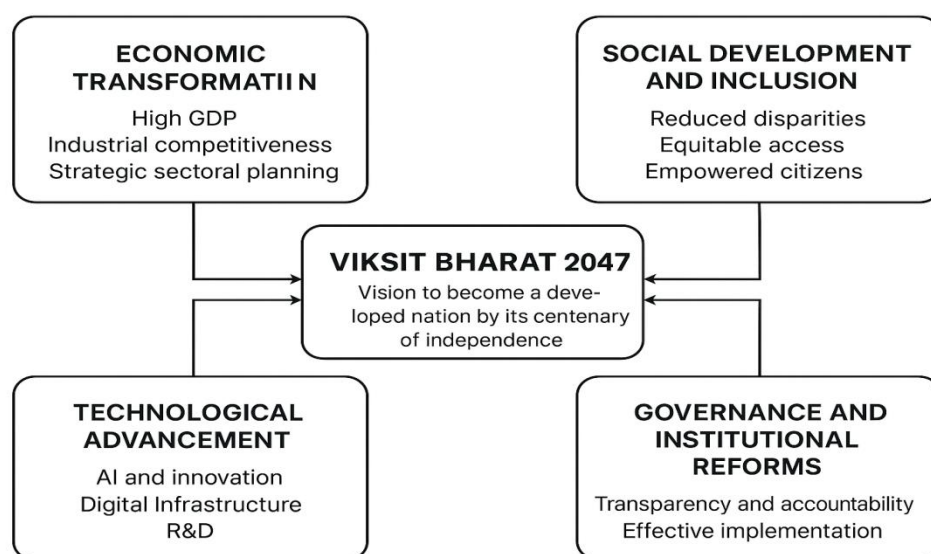 ECONOMIC
TRANSFORMATII N
High GDP
Industrial competitiveness
Strategic sectoral planning
SOCIAL DEVELOPMENT
AND INCLUSION
Reduced disparities
Equitable access
Empowered citizens
VIKSIT BHARAT 2047
Vision to become a deve-
loped nation by its centenary
of independence
TECHNOLOGICAL
ADVANCEMENT
AI and innovation
Digital Infrastructure
R&D
GOVERNANCE AND
INSTITUTIONAL
REFORMS
Transparency and accountability
Effective implementation